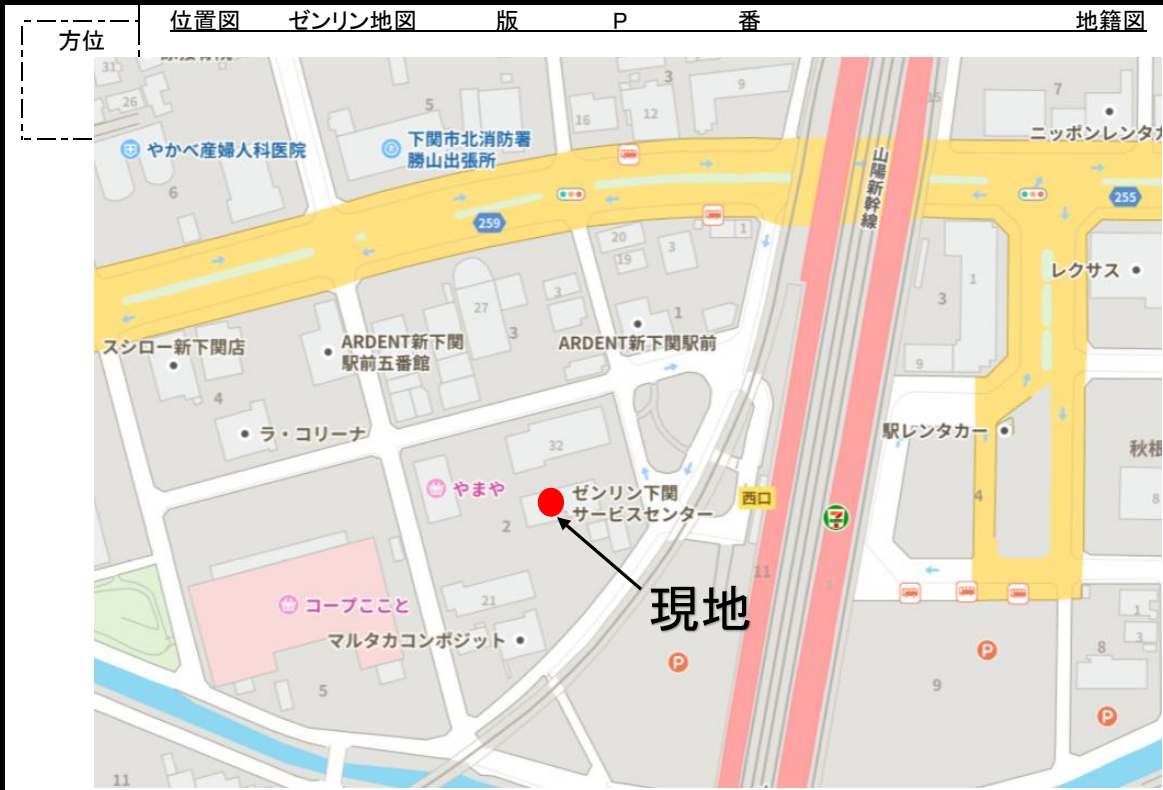 方位
位置図 ゼンリン地図 版 P 番 地籍図
31
26
5
16
12
3
9
15
7
ニッポンレンタカ
やかべ産婦人科医院
下関市北消防署
勝山出張所
6
山陽新幹線
259
255
20
19
3
1
レクサス
3
27
3
1
3
1
スシロー新下関店
ARDENT新下関
駅前五番館
ARDENT新下関駅前
9
4
ラ・コリーナ
駅レンタカー
32
秋根
やまや
ゼンリン下関
サービスセンター
西口
4
8
2
11
1
現地
21
コープここと
マルタカコンポジット
1
3
8
P
P
5
9
P
11